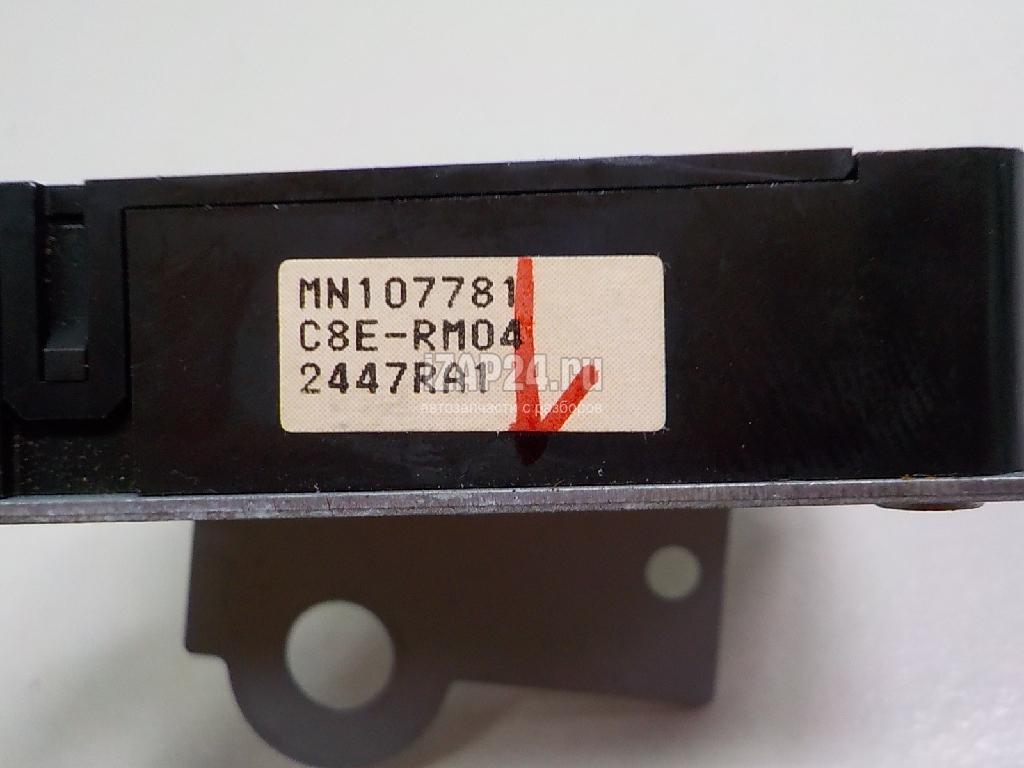 MN107781
C8E-RM04
2447RA1
iZAP24.ru
автозапчасти с разборов